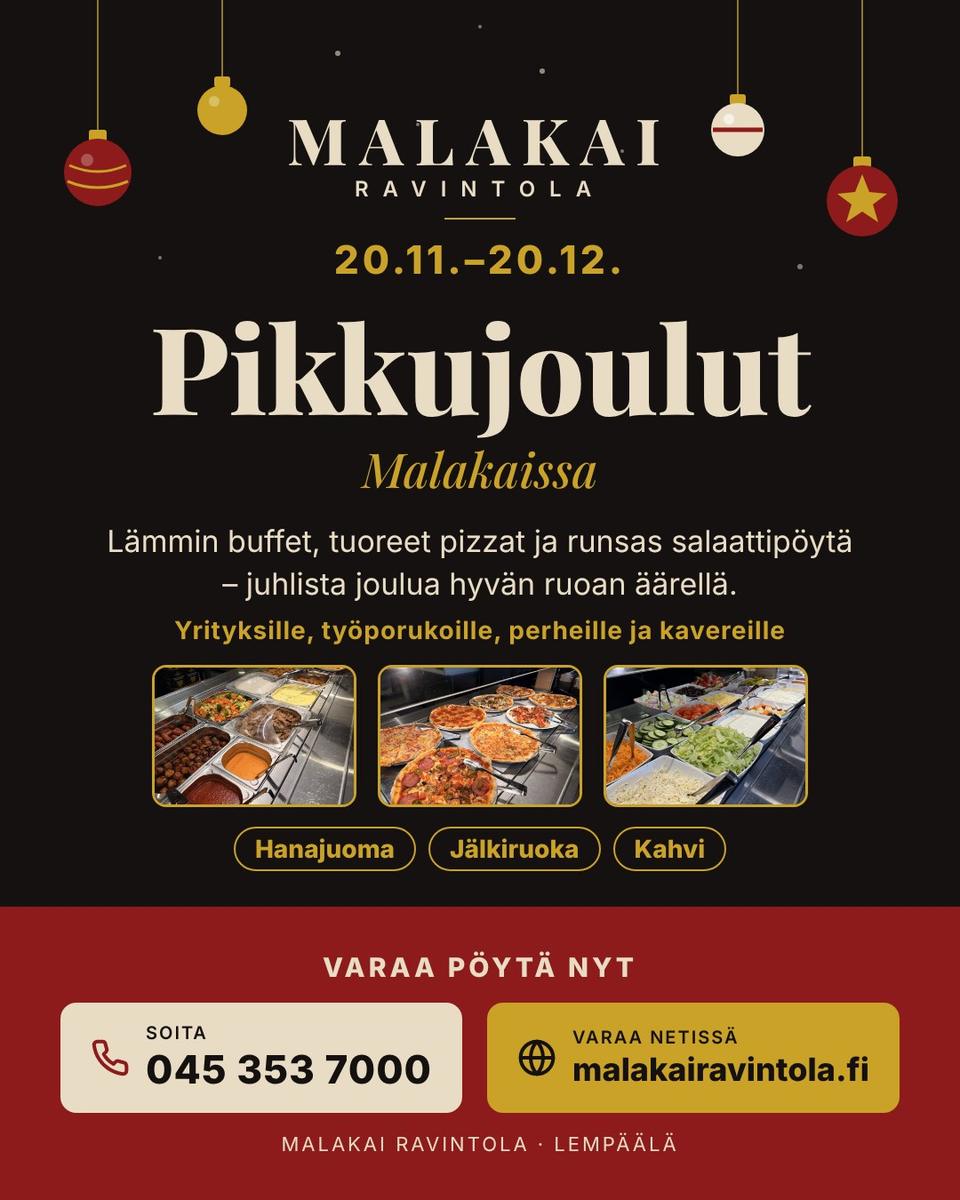 MALAKAI
RAVINTOLA
20.11.–20.12.
Pikkujoulut
Malakaissa
Lämmin buffet, tuoreet pizzat ja runsas salaattipöytä
– juhlista joulua hyvän ruoan äärellä.
Yrityksille, työporukoille, perheille ja kavereille
Hanajuoma
Jälkiruoka
Kahvi
VARAA PÖYTÄ NYT
SOITA
045 353 7000
VARAA NETISSÄ
malakairavintola.fi
MALAKAI RAVINTOLA · LEMPÄÄLÄ